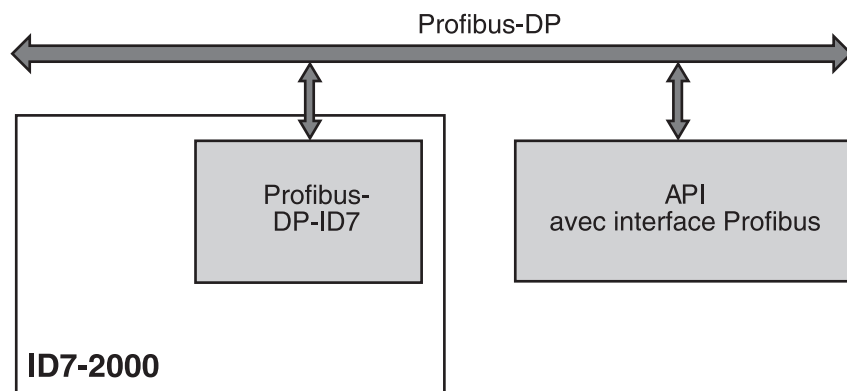 Profibus-DP
Profibus-
DP-ID7
API
avec interface Profibus
ID7-2000